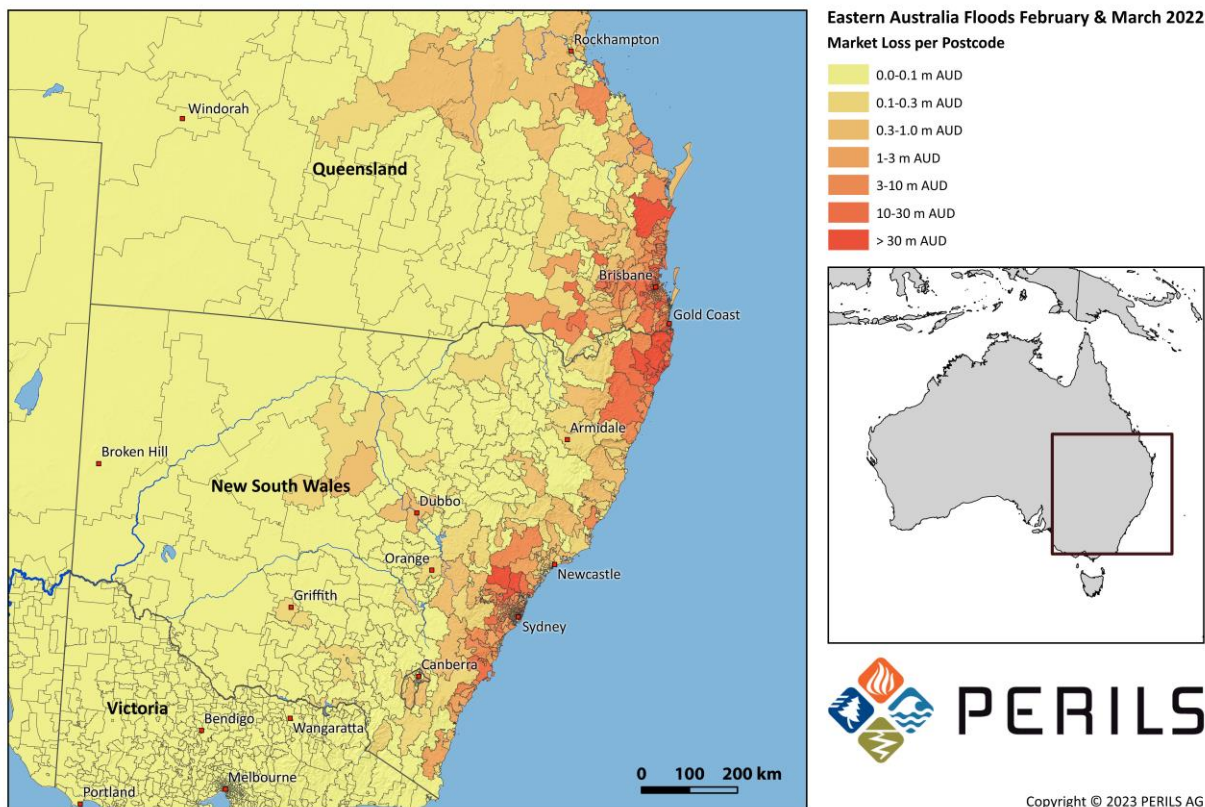 Eastern Australia Floods February & March 2022
Market Loss per Postcode
0.0-0.1 m AUD
0.1-0.3 m AUD
0.3-1.0 m AUD
1-3 m AUD
3-10 m AUD
10-30 m AUD
> 30 m AUD
Rockhampton
Windorah
Queensland
Brisbane
Gold Coast
Armidale
Broken Hill
New South Wales
Dubbo
Orange
Newcastle
Griffith
Sydney
Canberra
Victoria
Bendigo
Wangaratta
Melbourne
Portland
0 100 200 km
PERILS
Copyright © 2023 PERILS AG